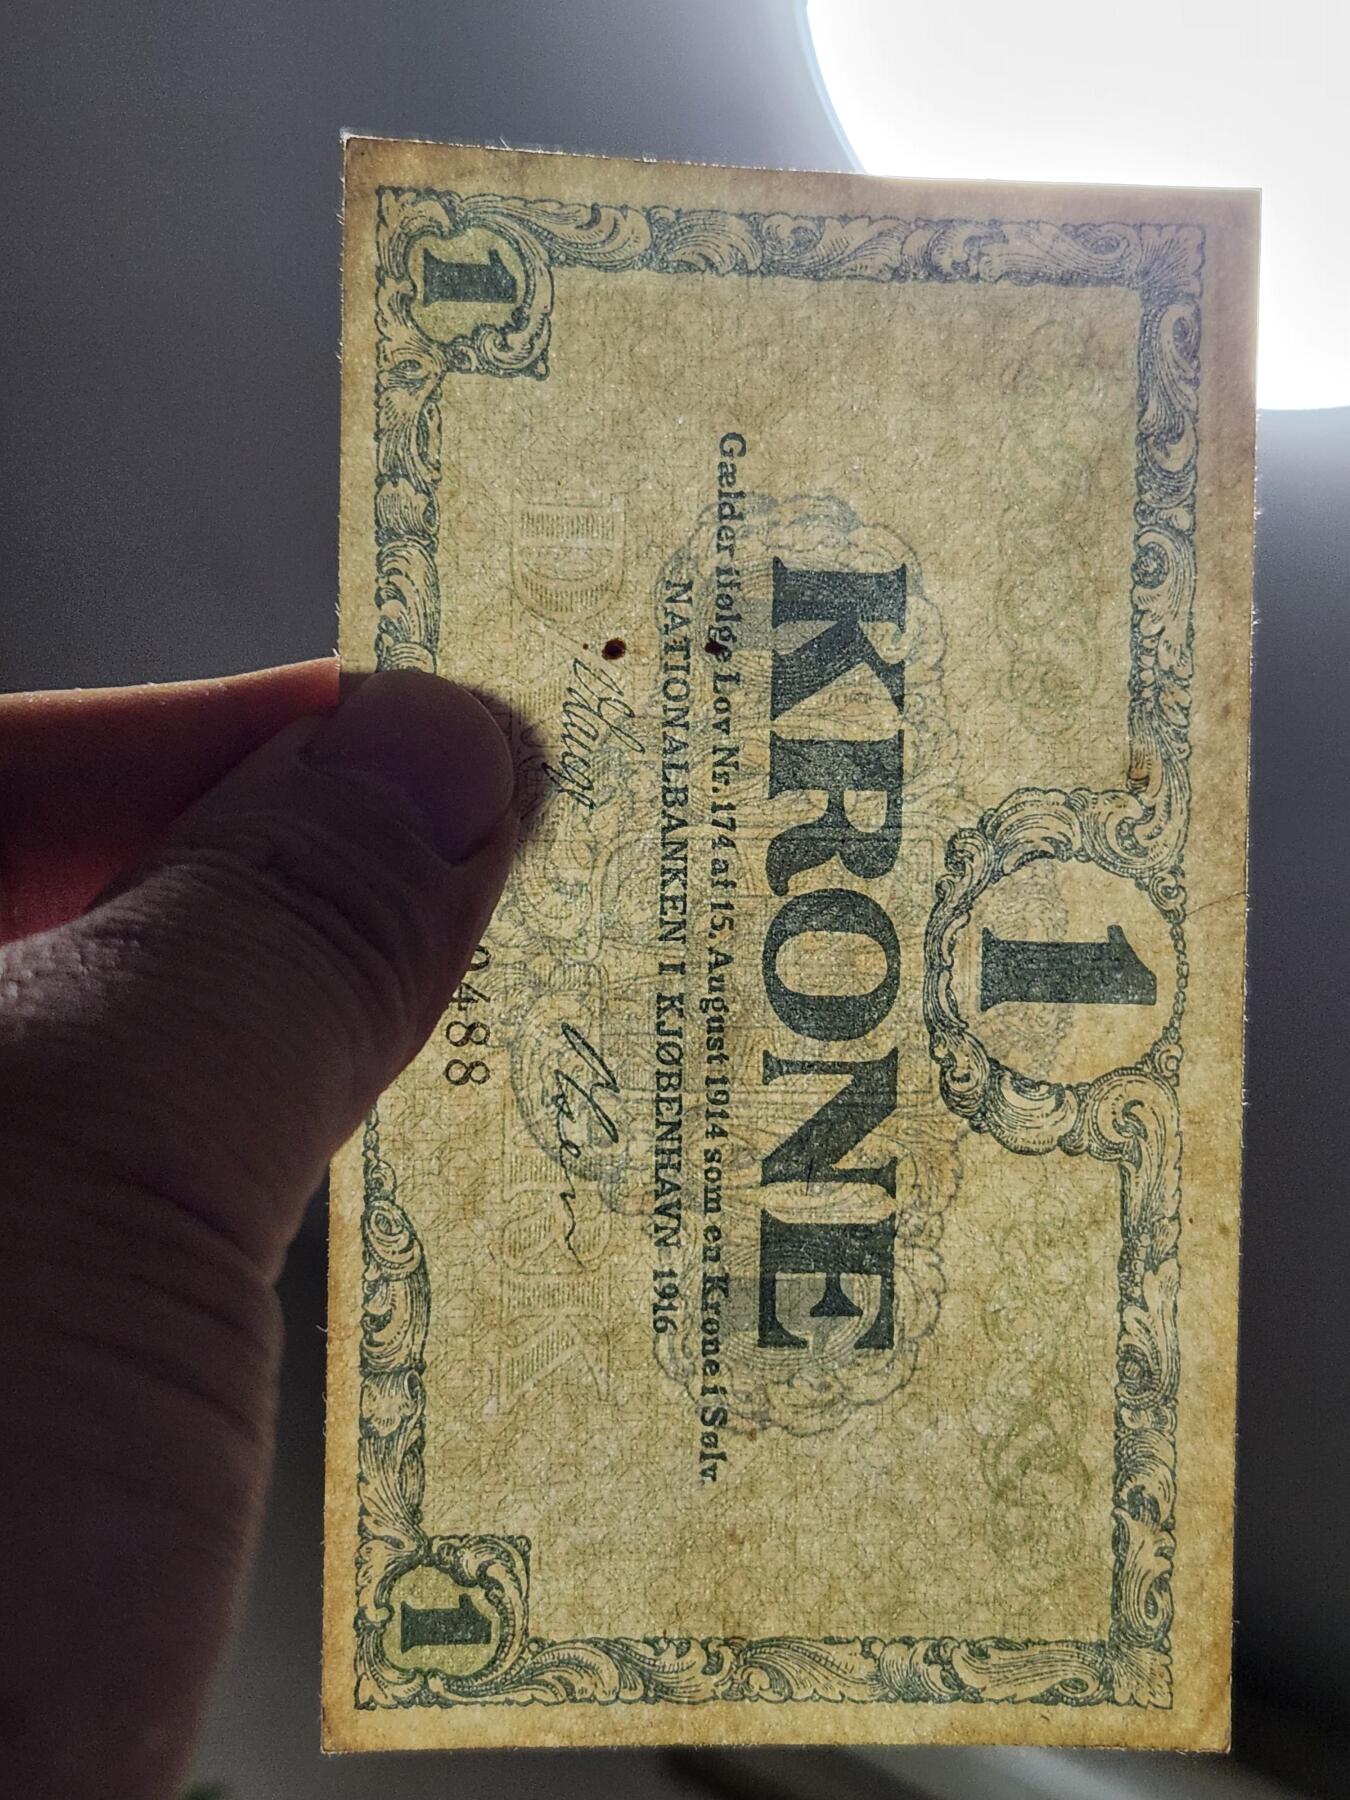 1
KRONE
Gælder ifølge Lov Nr. 174 af 15. August 1914 som en Krone i Sølv.
NATIONALBANKEN I KJØBENHAVN 1916
1
488
1